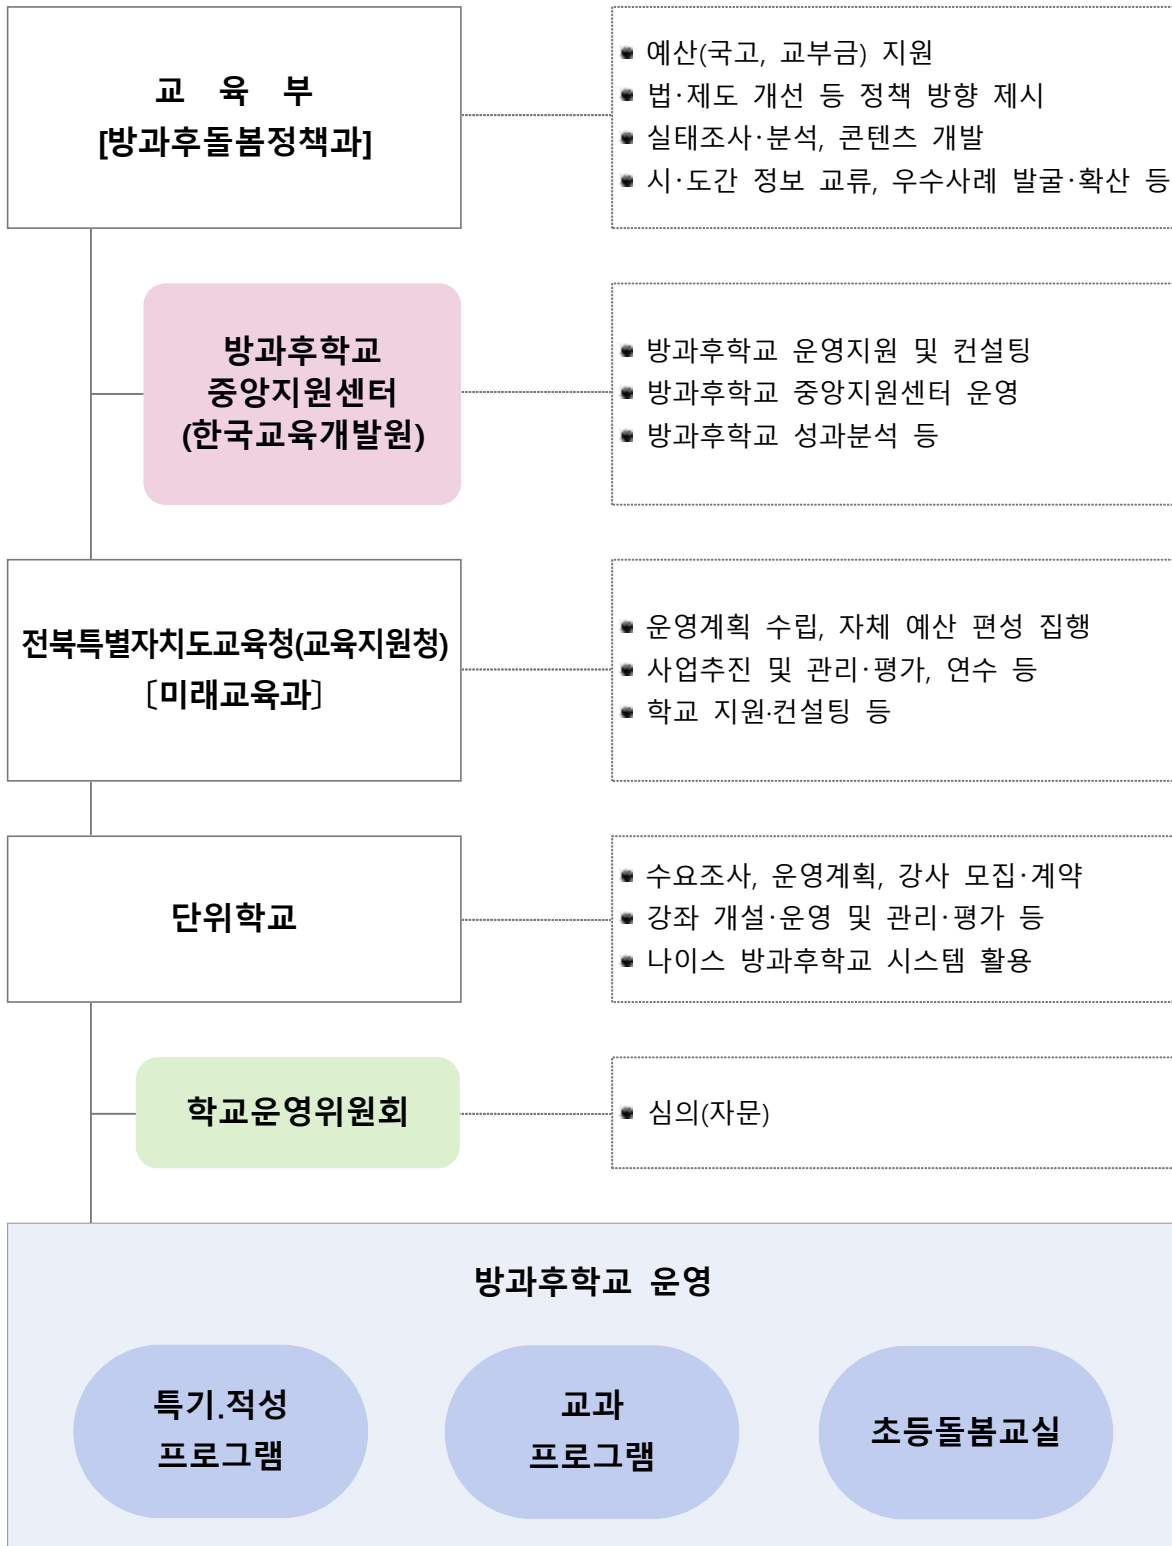 교 육 부
[방과후돌봄정책과]
예산(국고, 교부금) 지원
법·제도 개선 등 정책 방향 제시
실태조사·분석, 콘텐츠 개발
시·도간 정보 교류, 우수사례 발굴·확산 등
방과후학교
중앙지원센터
(한국교육개발원)
방과후학교 운영지원 및 컨설팅
방과후학교 중앙지원센터 운영
방과후학교 성과분석 등
전북특별자치도교육청(교육지원청)
〔미래교육과〕
운영계획 수립, 자체 예산 편성 집행
사업추진 및 관리·평가, 연수 등
학교 지원·컨설팅 등
단위학교
수요조사, 운영계획, 강사 모집·계약
강좌 개설·운영 및 관리·평가 등
나이스 방과후학교 시스템 활용
학교운영위원회
심의(자문)
방과후학교 운영
특기.적성
프로그램
교과
프로그램
초등돌봄교실